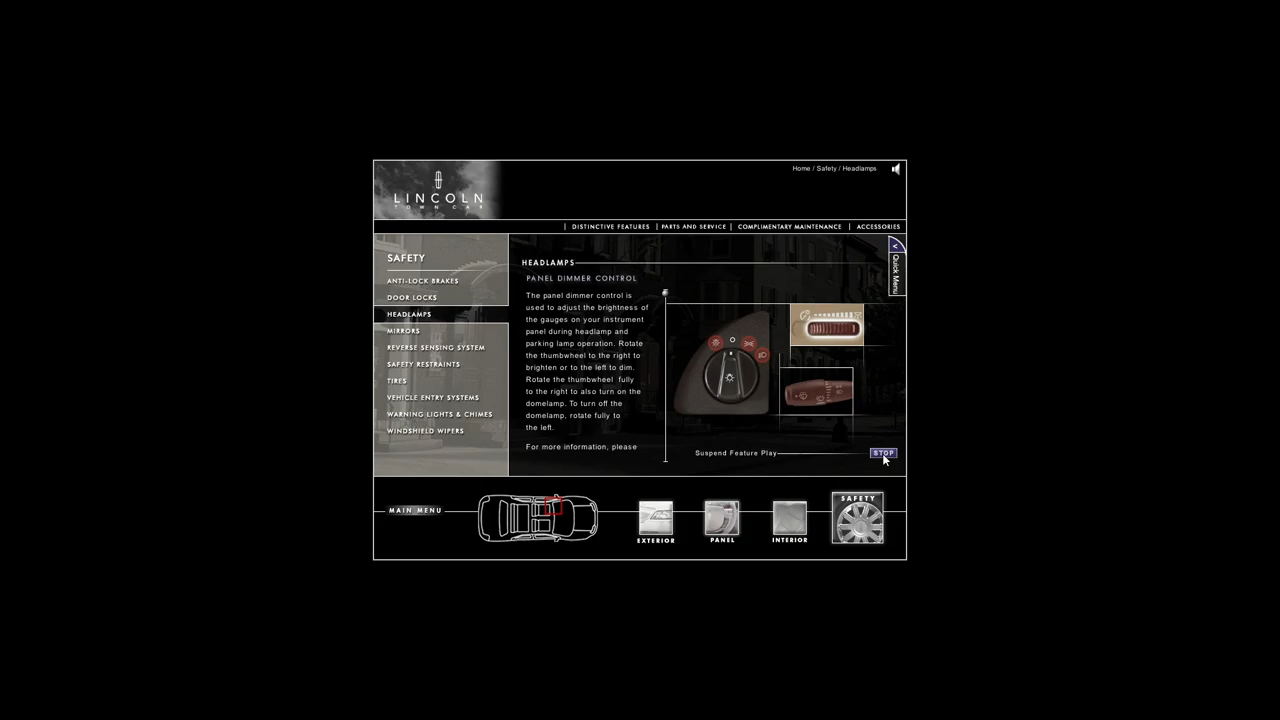 Home / Safety / Headlamps
LINCOLN
TOWN CAR
DISTINCTIVE FEATURES | PARTS AND SERVICE | COMPLIMENTARY MAINTENANCE | ACCESSORIES
SAFETY
ANTI-LOCK BRAKES
DOOR LOCKS
HEADLAMPS
MIRRORS
REVERSE SENSING SYSTEM
SAFETY RESTRAINTS
TIRES
VEHICLE ENTRY SYSTEMS
WARNING LIGHTS & CHIMES
WINDSHIELD WIPERS
HEADLAMPS
PANEL DIMMER CONTROL
The panel dimmer control is
used to adjust the brightness of
the gauges on your instrument
panel during headlamp and
parking lamp operation. Rotate
the thumbwheel to the right to
brighten or to the left to dim.
Rotate the thumbwheel fully
to the right to also turn on the
domelamp. To turn off the
domelamp, rotate fully to
the left.
For more information, please
Quick Menu
Suspend Feature Play
STOP
MAIN MENU
EXTERIOR
PANEL
INTERIOR
SAFETY